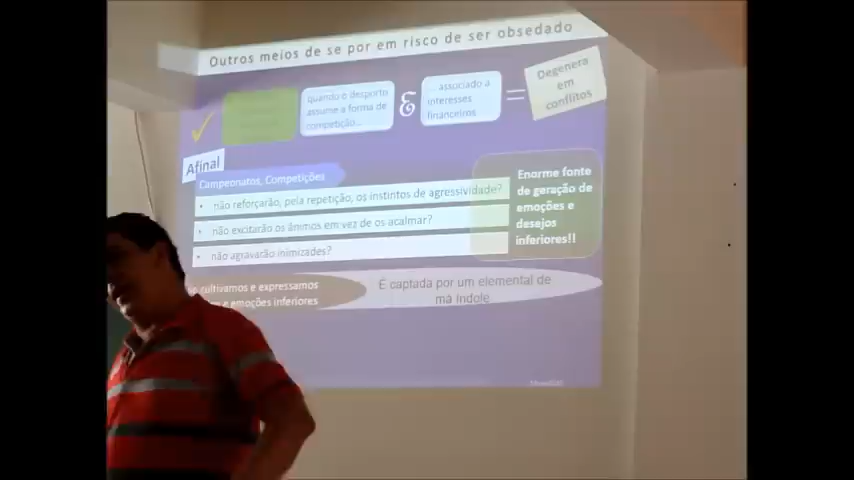 Outros meios de se por em risco de ser obsedado
quando o desporto
assume a forma de
competição...
&
... associado a
interesses
financeiros
=
Degenera
em
conflitos
Afinal
Campeonatos, Competições
• não reforçarão, pela repetição, os instintos de agressividade?
• não excitarão os ânimos em vez de os acalmar?
• não agravarão inimizades?
Enorme fonte
de geração de
emoções e
desejos
inferiores!!
cultivamos e expressamos
e emoções inferiores
É captada por um elemental de
má índole